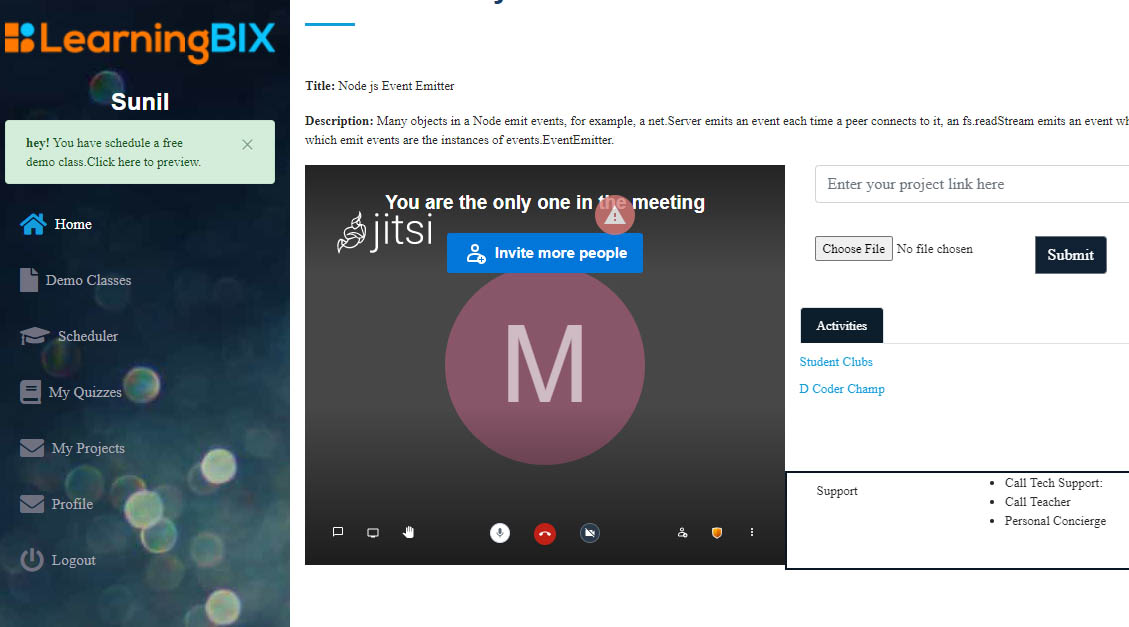 LearningBIX
Sunil
hey! You have schedule a free
demo class.Click here to preview.
Home
Demo Classes
Scheduler
My Quizzes
My Projects
Profile
Logout
Title: Node js Event Emitter
Description: Many objects in a Node emit events, for example, a net.Server emits an event each time a peer connects to it, an fs.readStream emits an event
which emit events are the instances of events.EventEmitter.
You are the only one in the meeting
jitsi
Invite more people
M
Enter your project link here
Choose File No file chosen
Submit
Activities
Student Clubs
D Coder Champ
Support
Call Tech Support:
Call Teacher
Personal Concierge